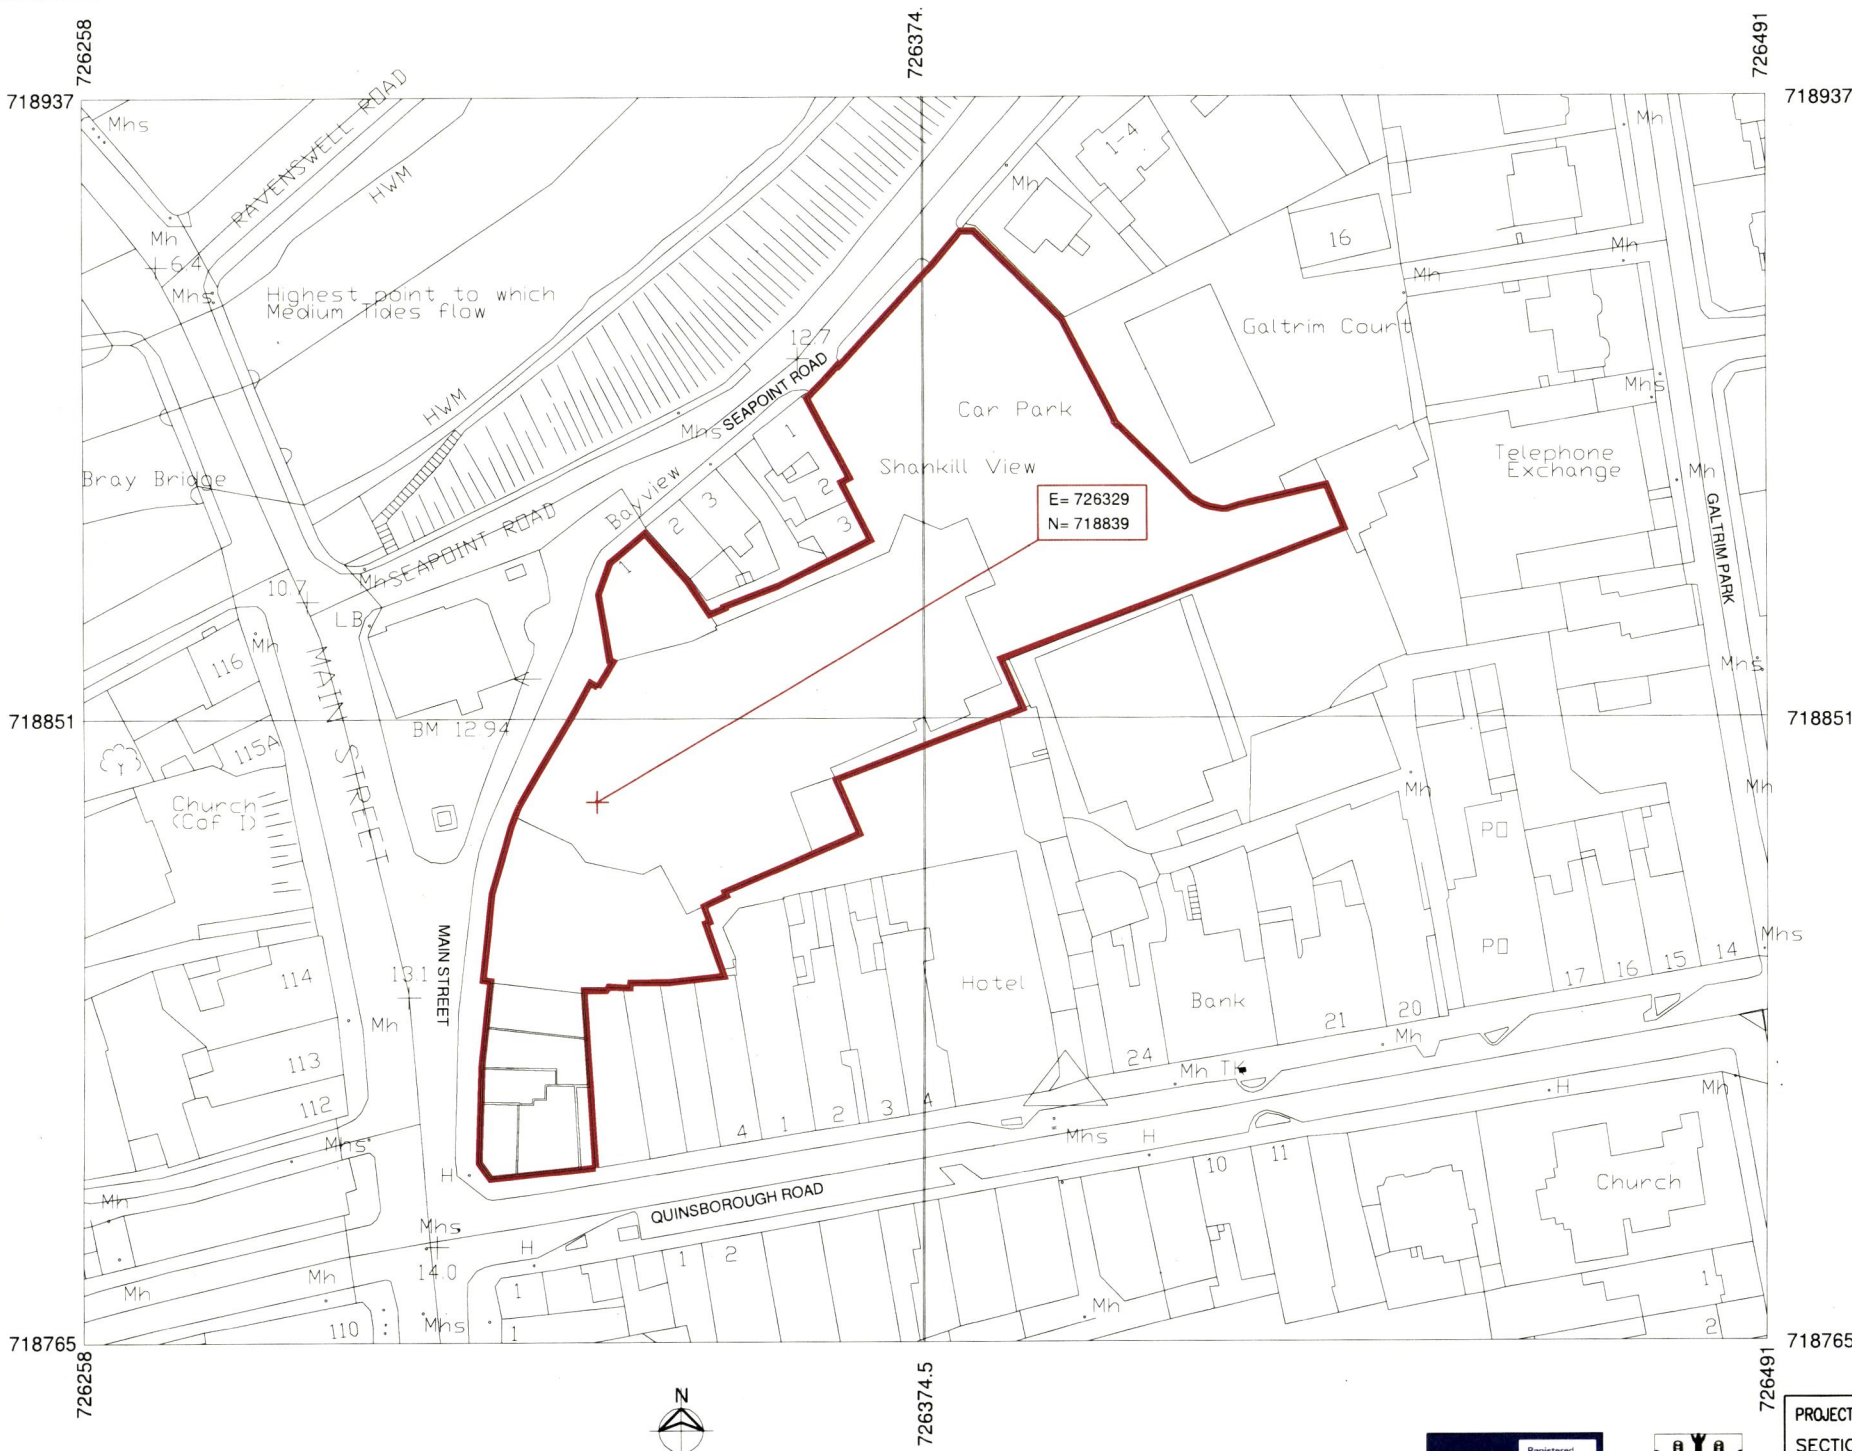 726258
726374.
726491
718937
718937
Mhs
RAVENSWELL ROAD
HWM
Mh
6.4
Mhs
Highest point to which
Medium Tides flow
1-4
Mh
16
Mh
Mh
Mh
Galtrim Court
12.7
SEAPOINT ROAD
HWM
Mhs
Car Park
Mhs
Bray Bridge
Shankill View
Telephone
Exchange
Mh
Bayview
1
2
3
1
2
3
E= 726329
N= 718839
SEAPOINT ROAD
Mh
GALTRIM PARK
10.7
LB
Mh
116
MAIN STREET
115A
BM 12.94
Mhs
718851
718851
Church
(Cof I)
Mh
Mh
PO
PO
MAIN STREET
114
13.1
Mh
113
112
Mhs
Hotel
Bank
Mhs
17
16
15
14
21
20
24
Mh
Mh TK
4
1
2
3
4
H
Mh
Mhs
H
H
Mh
QUINSBOROUGH ROAD
10
11
Church
Mhs
14.0
H
Mh
Mh
1
2
1
1
110
Mhs
Mh
1
2
718765
718765
726258
N
726374.5
726491
PROJECT
Registered